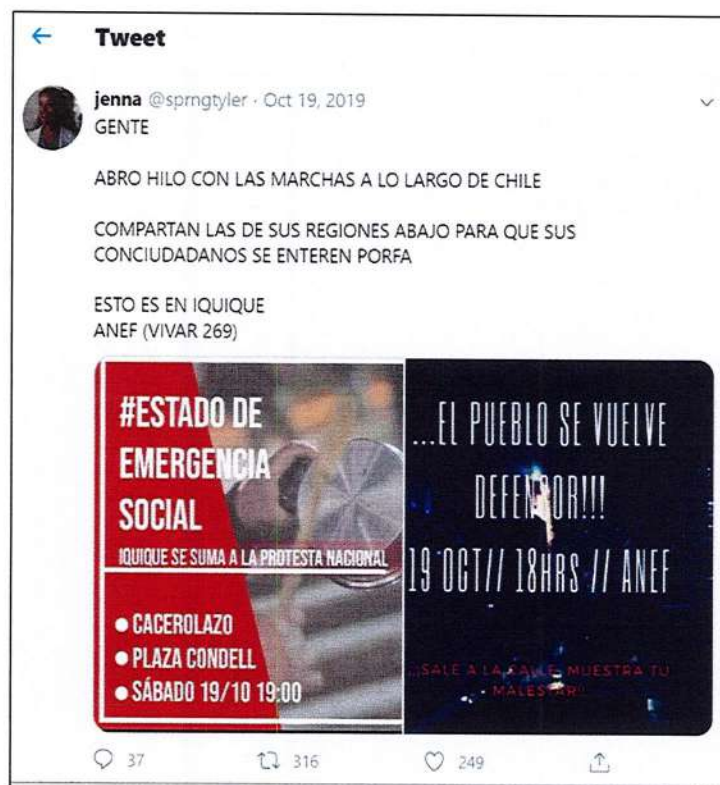 Tweet
jenna @sprngtyler · Oct 19, 2019
GENTE
ABRO HILO CON LAS MARCHAS A LO LARGO DE CHILE
COMPARTAN LAS DE SUS REGIONES ABAJO PARA QUE SUS
CONCIUDADANOS SE ENTEREN PORFA
ESTO ES EN IQUIQUE
ANEF (VIVAR 269)
#ESTADO DE
EMERGENCIA
SOCIAL
IQUIQUE SE SUMA A LA PROTESTA NACIONAL
● CACEROLAZO
● PLAZA CONDELL
● SÁBADO 19/10 19:00
...EL PUEBLO SE VUELVE
DEFENSOR!!!
19 OCT// 18HRS // ANEF
¡¡SALE A LA CALLE, MUESTRA TU
MALESTAR!!
37 316 249